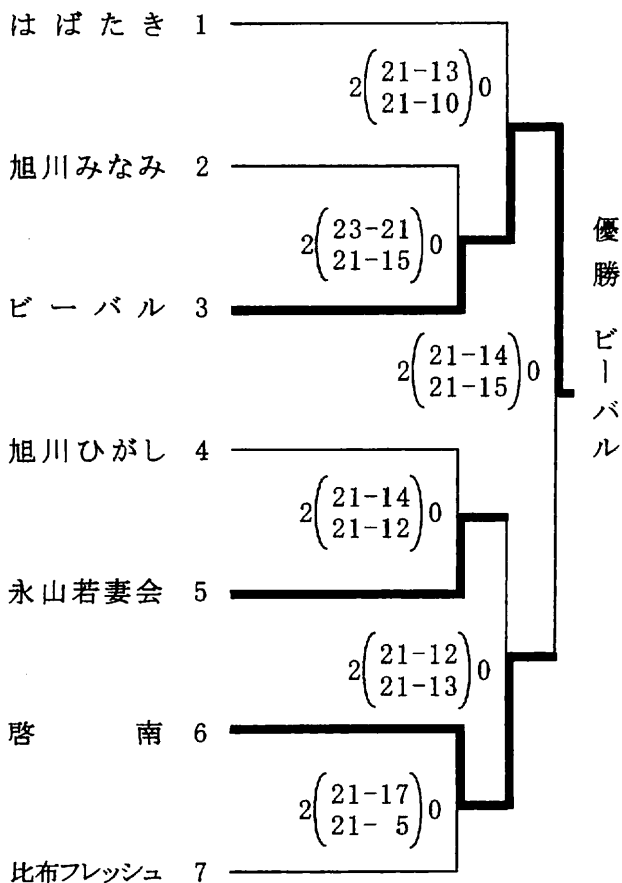 はばたき 1
2(21-13 21-10)0
旭川みなみ 2
2(23-21 21-15)0
ビーバル 3
2(21-14 21-15)0
優勝 ビーバル
旭川ひがし 4
2(21-14 21-12)0
永山若妻会 5
2(21-12 21-13)0
啓南 6
2(21-17 21- 5)0
比布フレッシュ 7